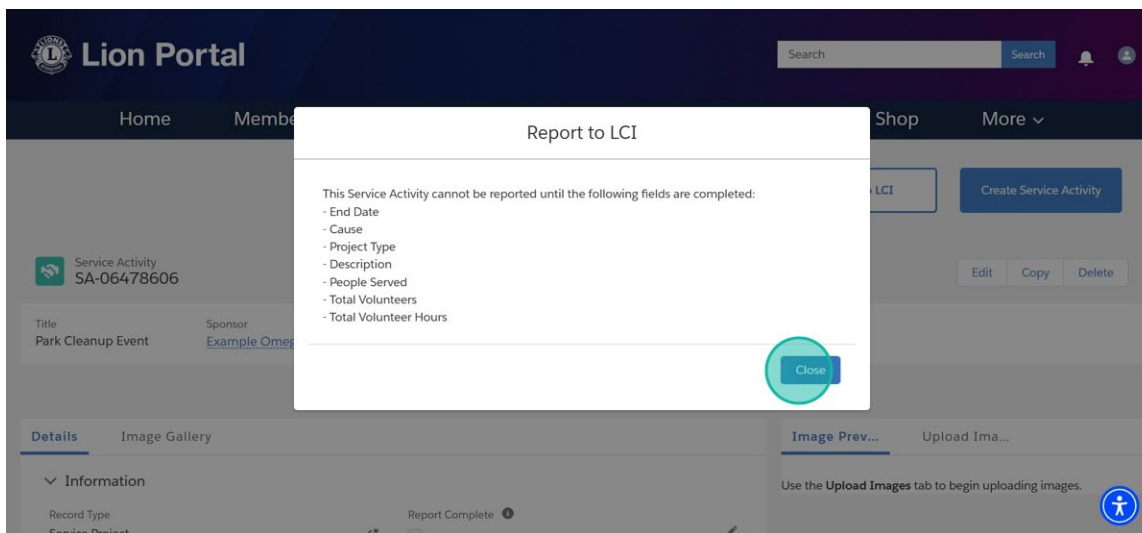 Lion Portal
Search
Search
Home
Membe
Shop
More
Report to LCI
This Service Activity cannot be reported until the following fields are completed:
- End Date
- Cause
- Project Type
- Description
- People Served
- Total Volunteers
- Total Volunteer Hours
Close
LCI
Create Service Activity
Service Activity
SA-06478606
Edit
Copy
Delete
Title
Park Cleanup Event
Sponsor
Example Omeg
Details
Image Gallery
Image Prev...
Upload Ima...
Information
Use the Upload Images tab to begin uploading images.
Record Type
Service Project
Report Complete